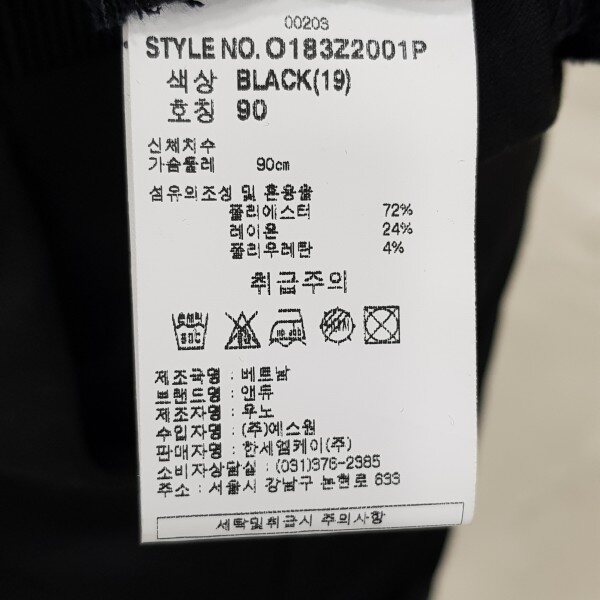 00203
STYLE NO. O183Z2001P
색상 BLACK(19)
호칭 90
신체치수
가슴둘레 90cm
섬유의조성 및 혼용율
폴리에스터 72%
레이온 24%
폴리우레탄 4%
취급주의
제조국명 : 베트남
브랜드명 : 앤듀
제조자명 : 우노
수입자명 : (주)예스원
판매자명 : 한세엠케이(주)
소비자상담실 : (031)376-2385
주소 : 서울시 강남구 논현로 633
세탁및취급시 주의사항